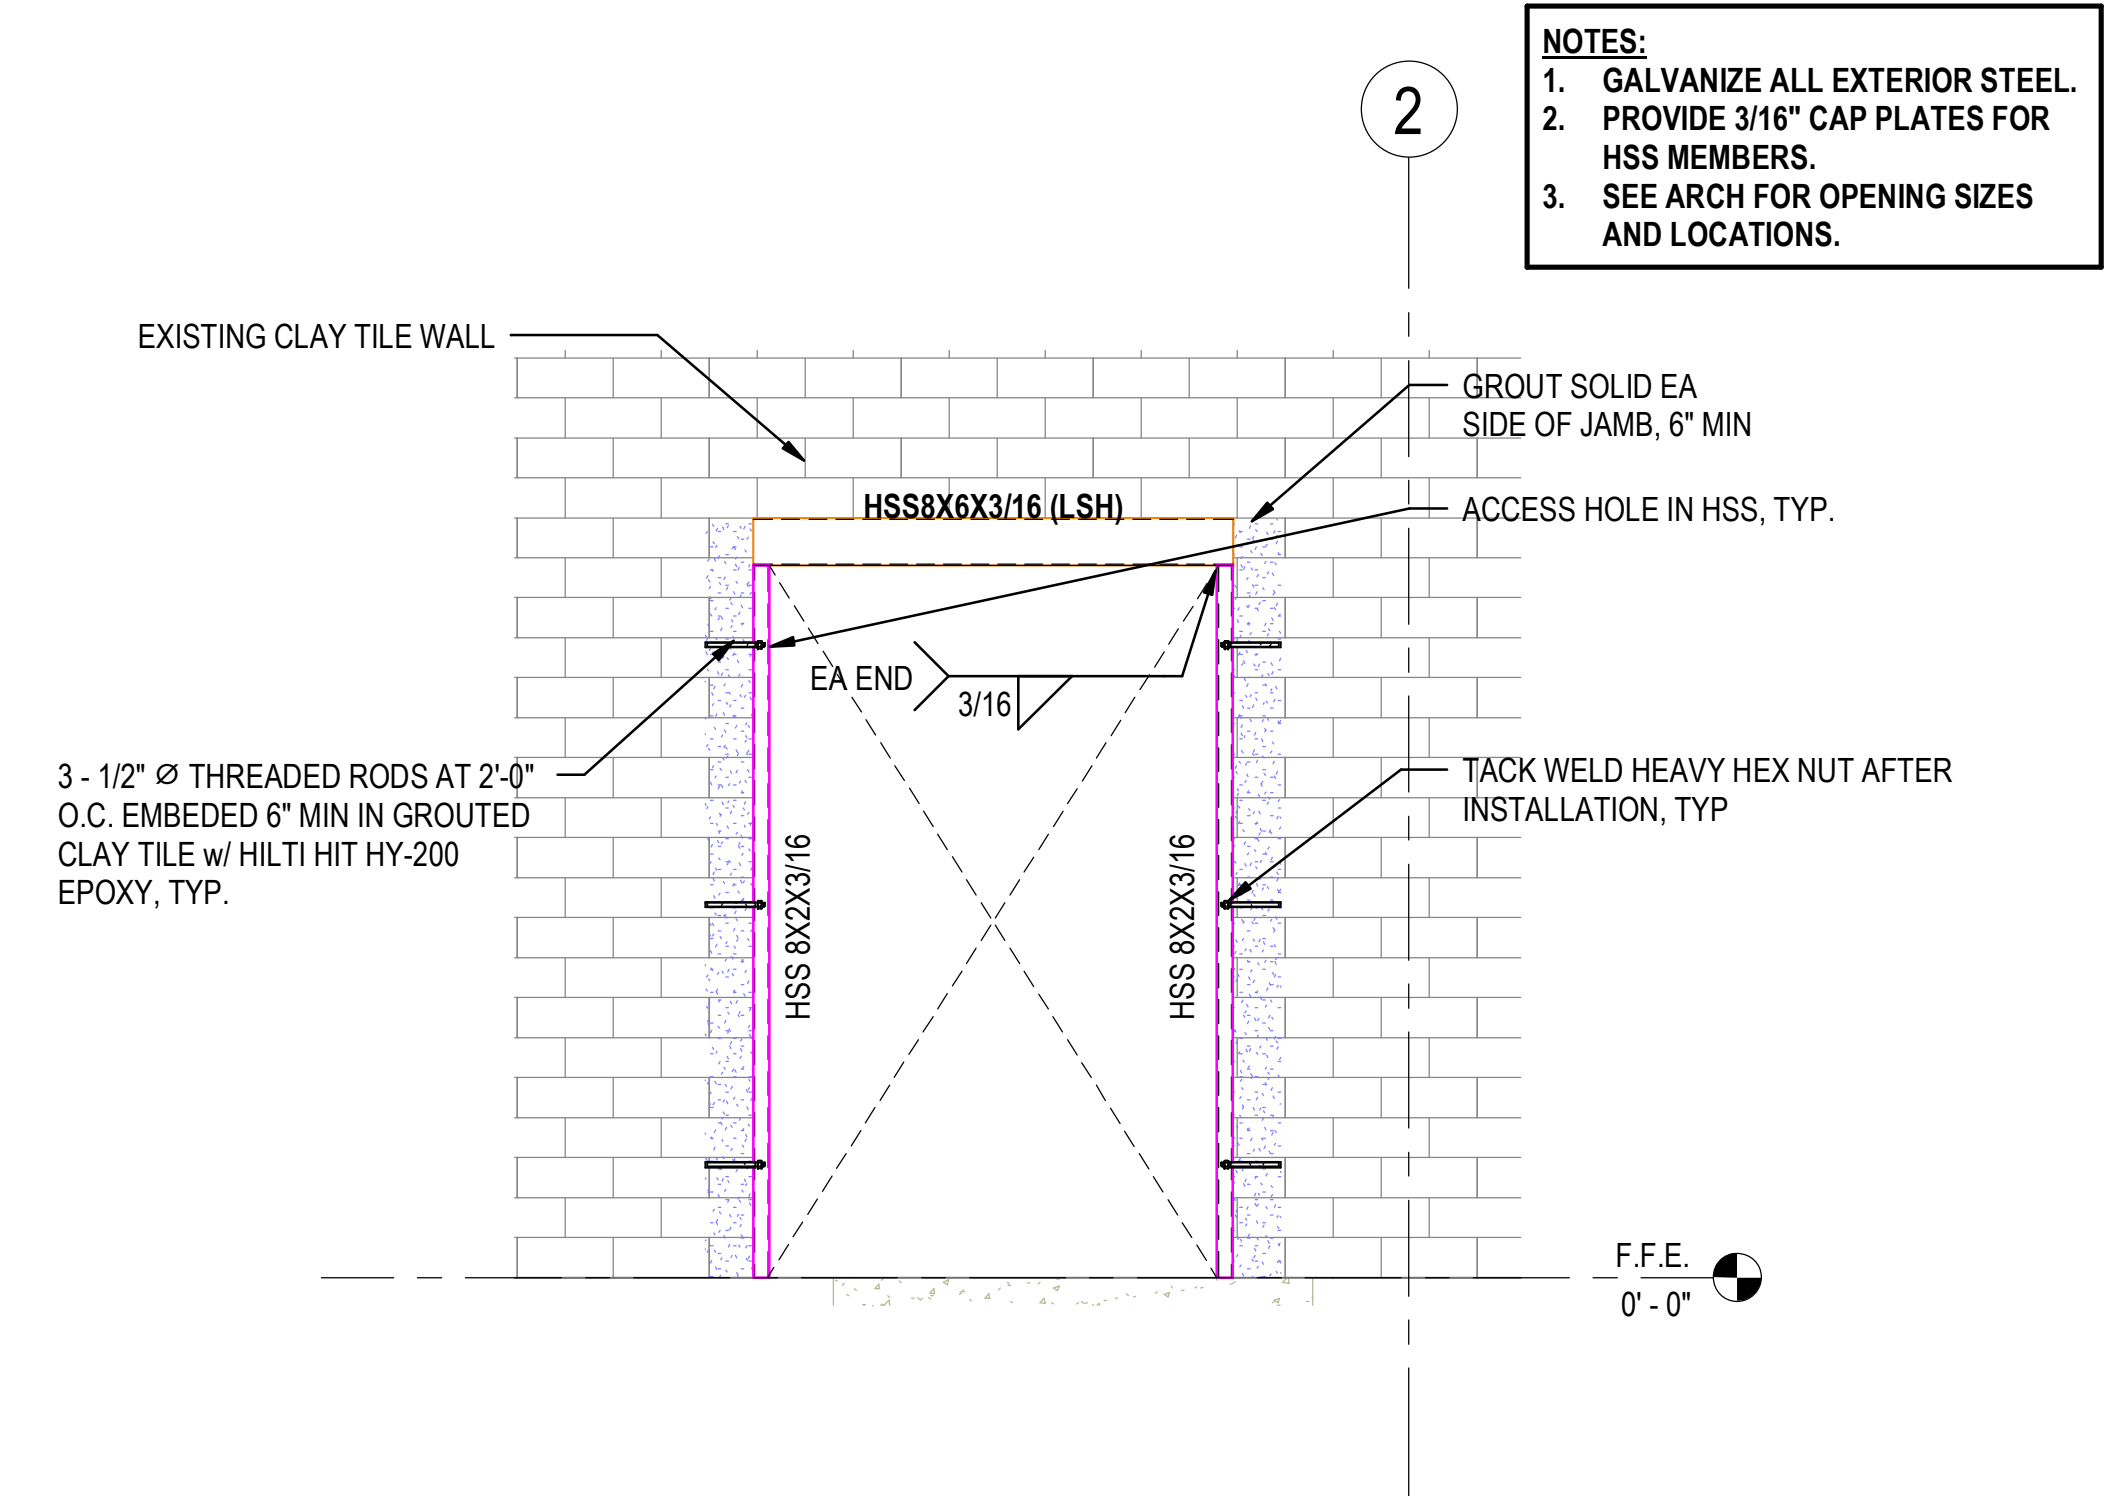 NOTES:
1. GALVANIZE ALL EXTERIOR STEEL.
2. PROVIDE 3/16" CAP PLATES FOR
HSS MEMBERS.
3. SEE ARCH FOR OPENING SIZES
AND LOCATIONS.
2
EXISTING CLAY TILE WALL
GROUT SOLID EA
SIDE OF JAMB, 6" MIN
HSS8X6X3/16 (LSH)
ACCESS HOLE IN HSS, TYP.
EA END
3/16
3 - 1/2" Ø THREADED RODS AT 2'-0"
O.C. EMBEDED 6" MIN IN GROUTED
CLAY TILE w/ HILTI HIT HY-200
EPOXY, TYP.
TACK WELD HEAVY HEX NUT AFTER
INSTALLATION, TYP
HSS 8X2X3/16
HSS 8X2X3/16
F.F.E.
0' - 0"